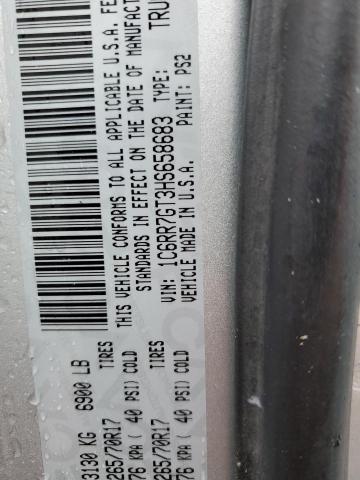 3130 KG 6900 LB
265/70R17 TIRES
76 KPA ( 40 PSI) COLD
265/70R17 TIRES
76 KPA ( 40 PSI) COLD
THIS VEHICLE CONFORMS TO ALL APPLICABLE U.S.A. FE
STANDARDS IN EFFECT ON THE DATE OF MANUFACT
VIN: 1C6RR7GT3HS658683 TYPE: TRU
VEHICLE MADE IN U.S.A. PAINT: PS2